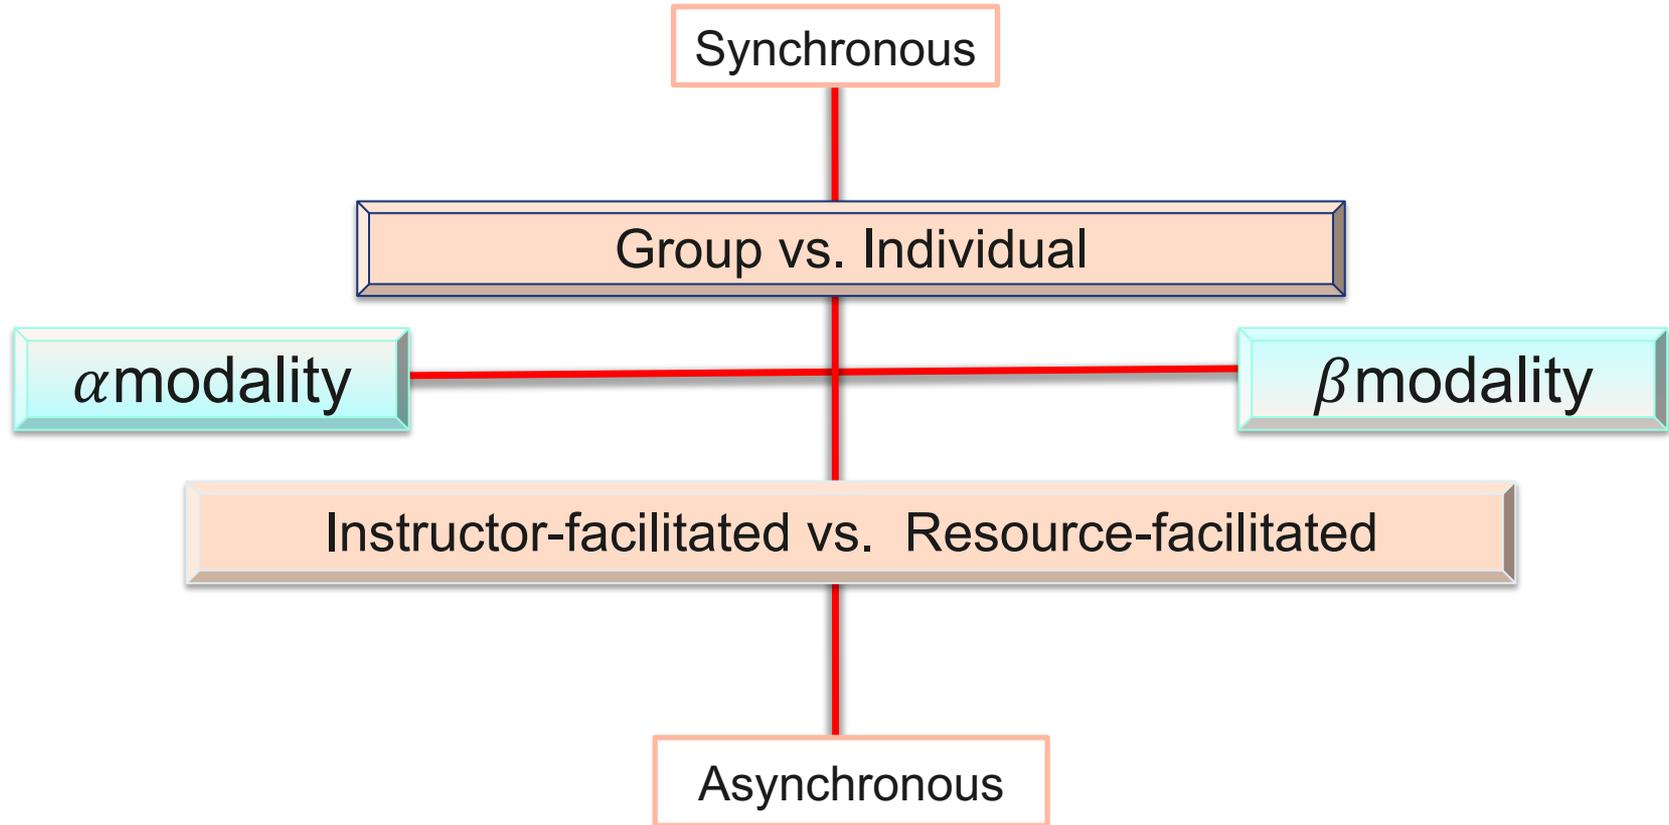 Synchronous
Group vs. Individual
αmodality
βmodality
Instructor-facilitated vs.  Resource-facilitated
Asynchronous